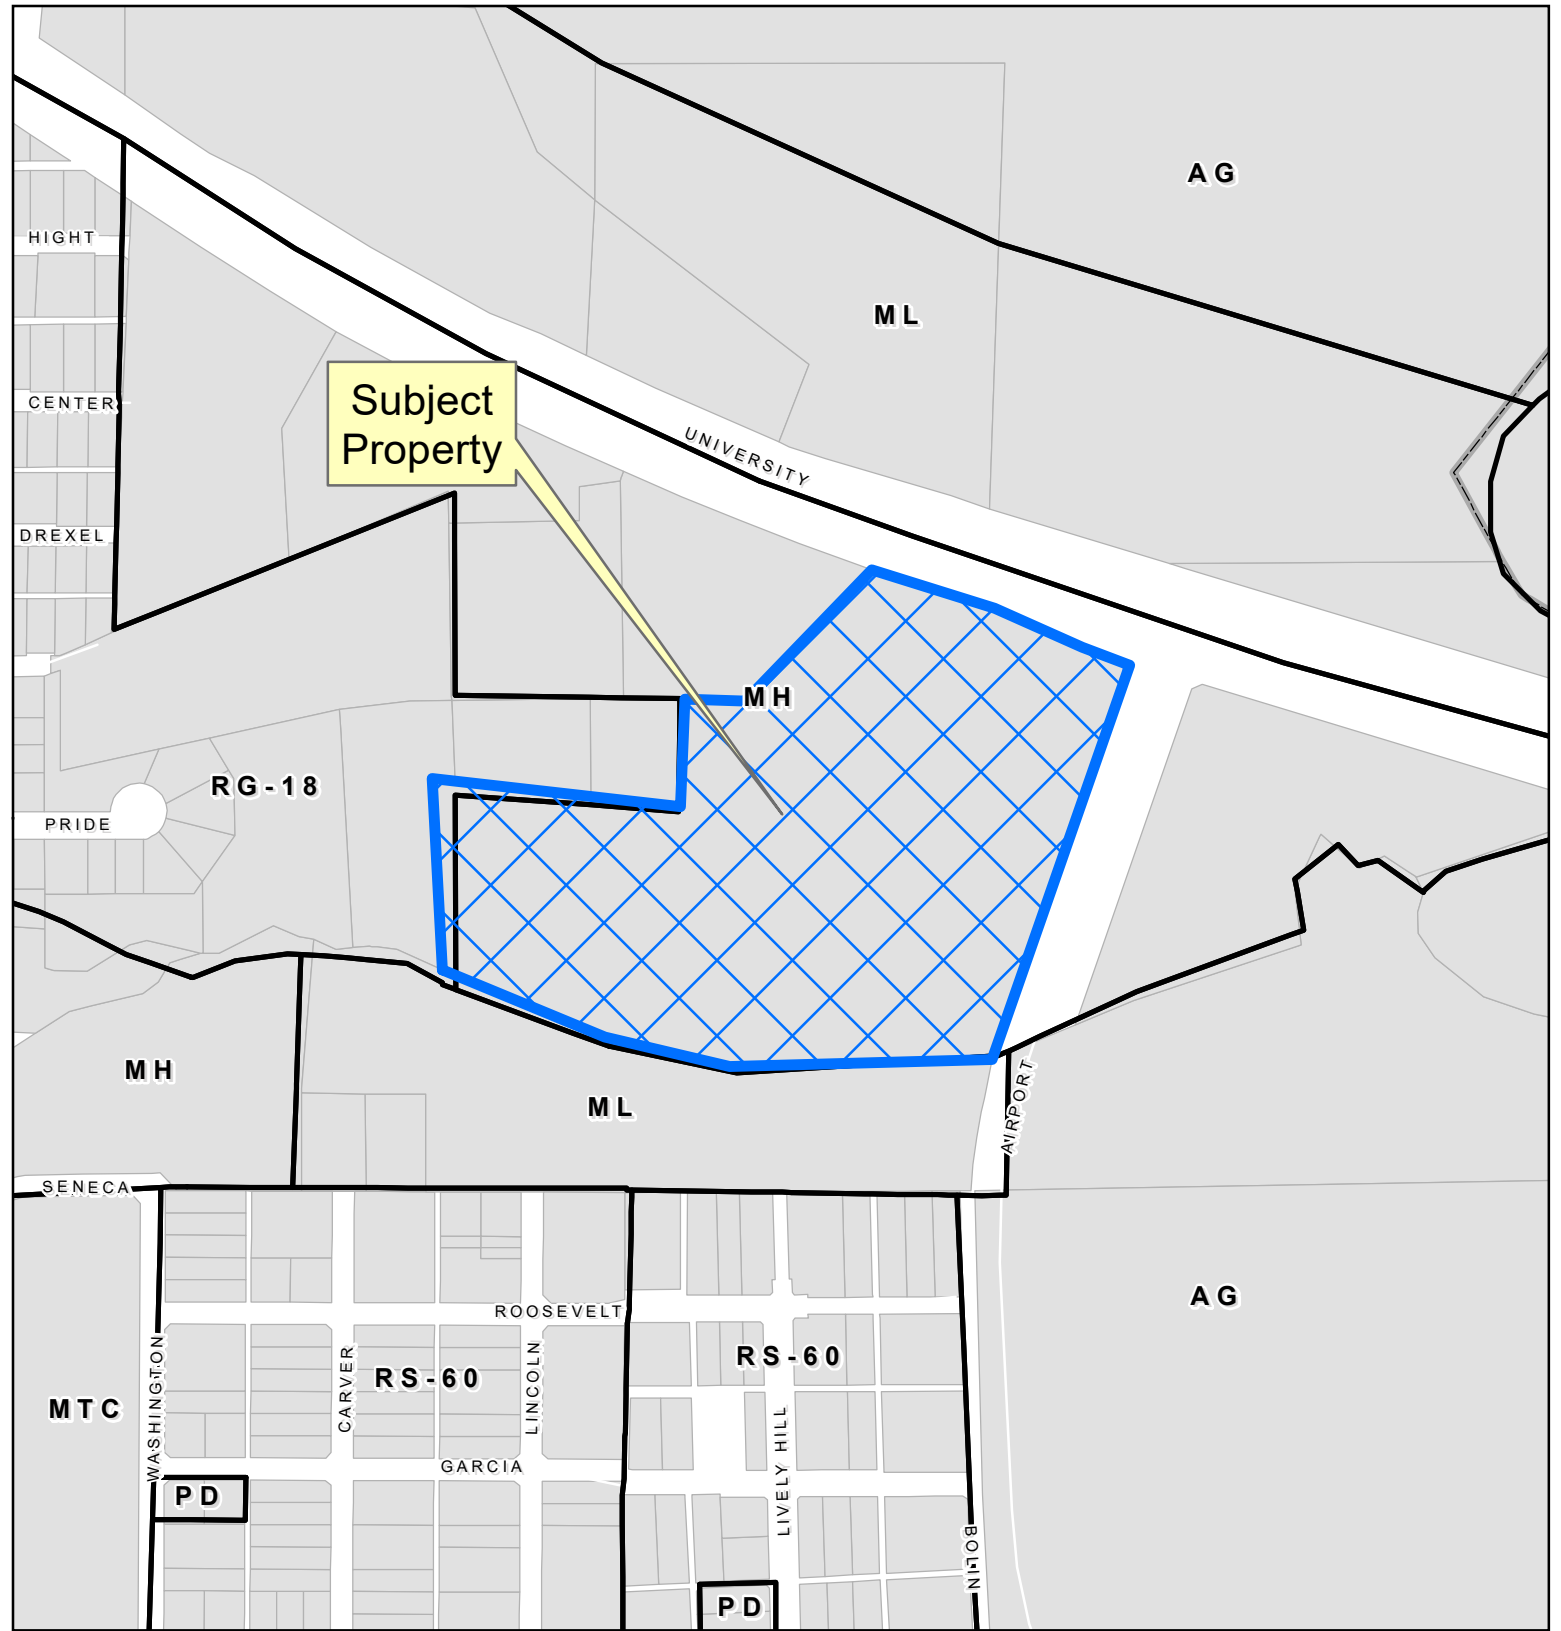 AG
HIGHT
ML
Subject
Property
CENTER
UNIVERSITY
DREXEL
MH
RG-18
PRIDE
MH
ML
AIRPORT
SENECA
AG
ROOSEVELT
RS-60
RS-60
WASHINGTON
CARVER
LINCOLN
MTC
LIVELY HILL
GARCIA
PD
BOLIN
PD